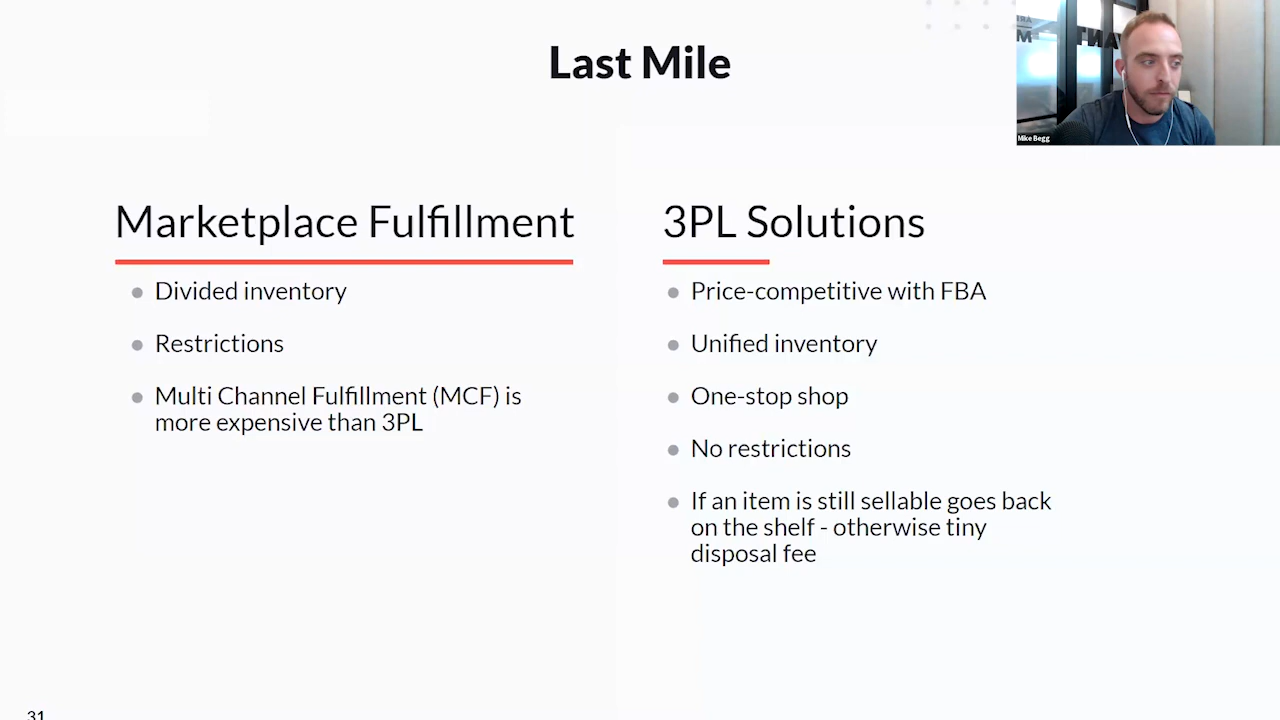 Last Mile
Mike Begg
Marketplace Fulfillment
Divided inventory
Restrictions
Multi Channel Fulfillment (MCF) is
more expensive than 3PL
3PL Solutions
Price-competitive with FBA
Unified inventory
One-stop shop
No restrictions
If an item is still sellable goes back
on the shelf - otherwise tiny
disposal fee
31